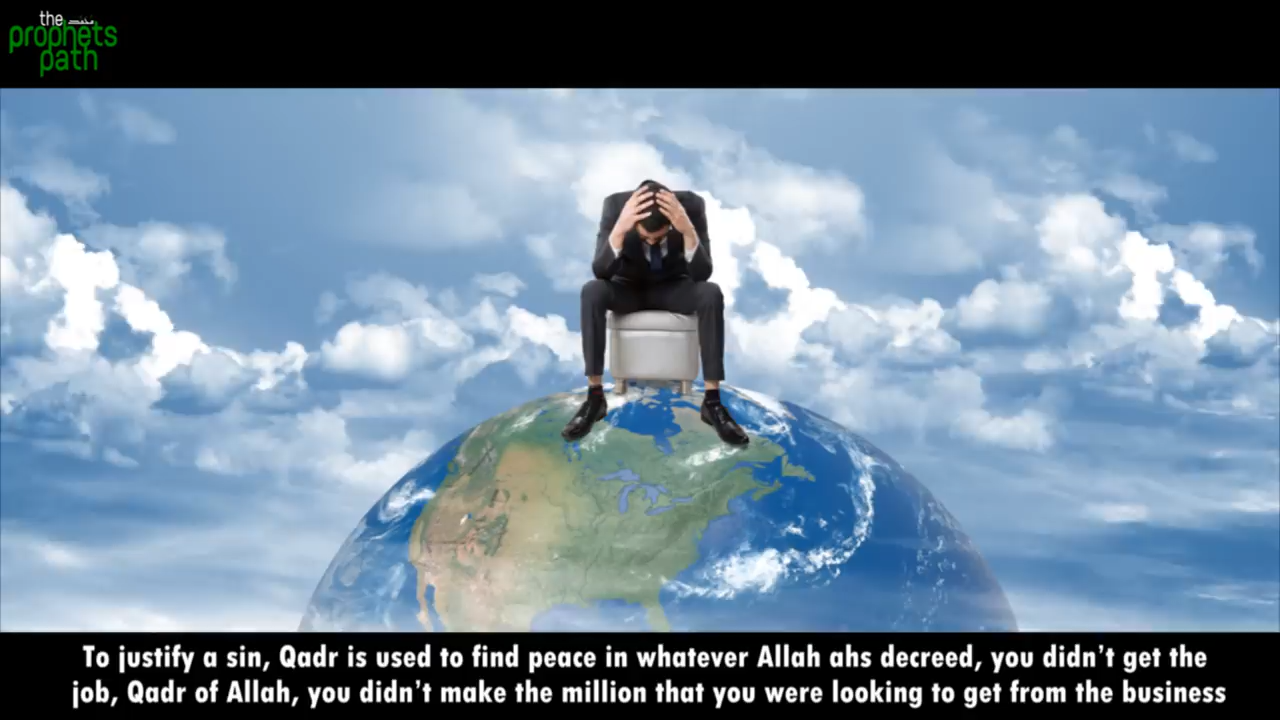 the محمد
prophets
path
To justify a sin, Qadr is used to find peace in whatever Allah ahs decreed, you didn't get the
job, Qadr of Allah, you didn't make the million that you were looking to get from the business